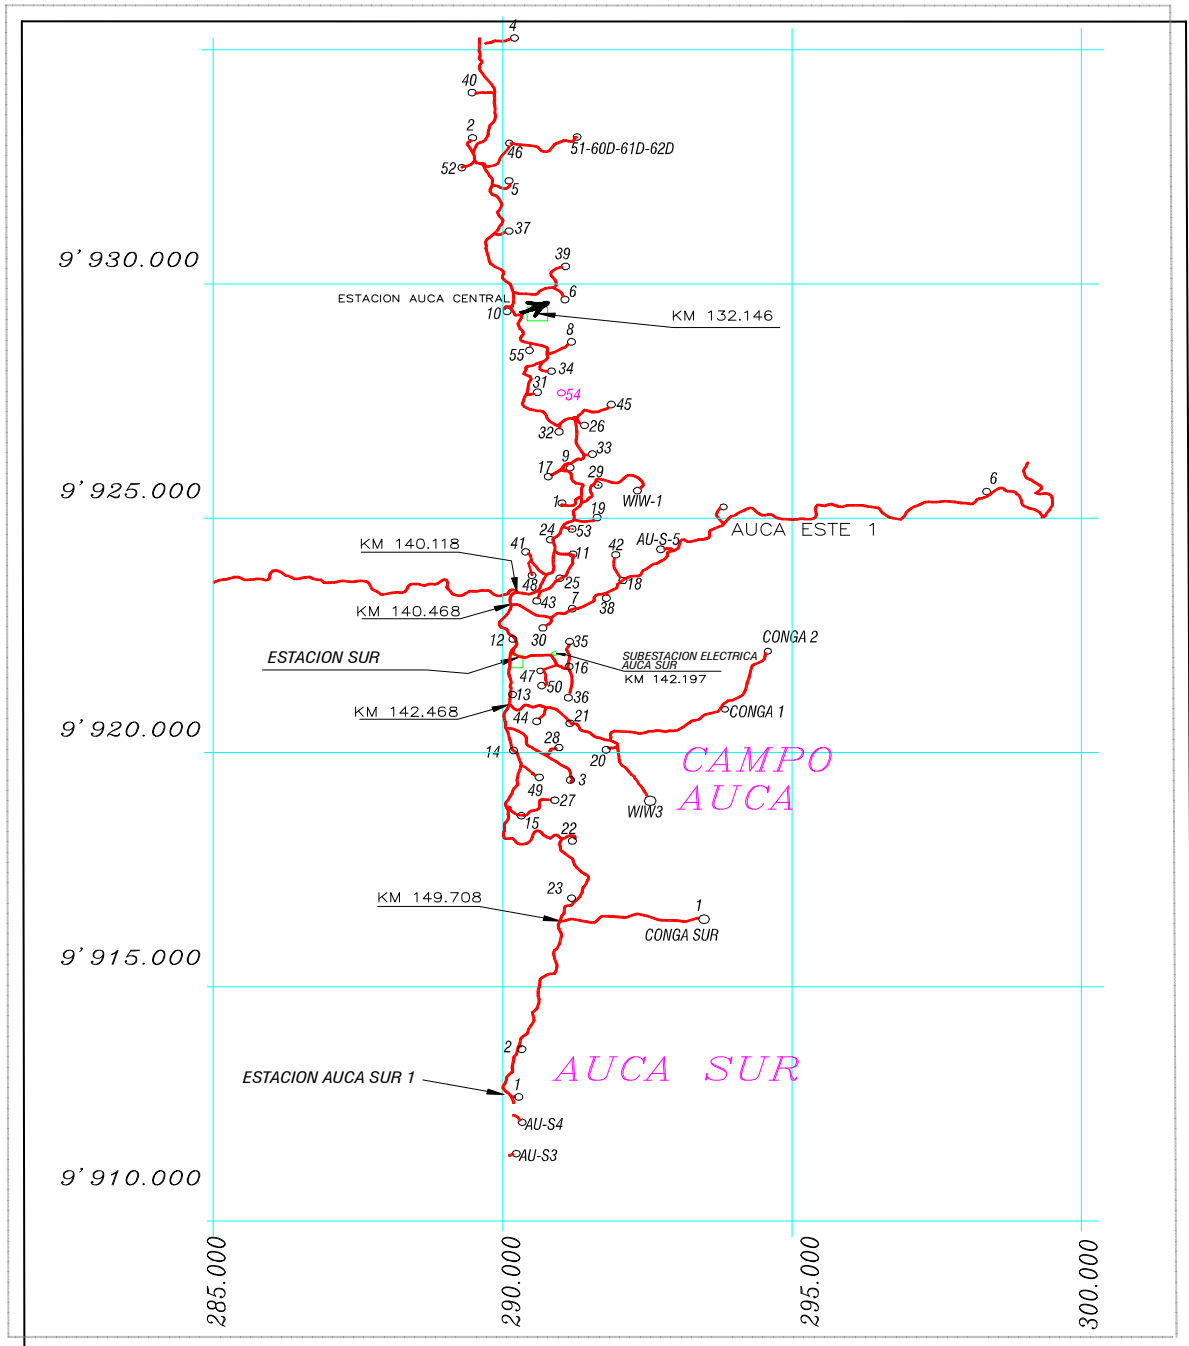 4
40
2
46
51-60D-61D-62D
52
5
37
9'930.000
39
6
ESTACION AUCA CENTRAL
10
KM 132.146
8
55
34
31
54
45
32
26
33
9
17
29
6
9'925.000
1
WIW-1
19
AUCA ESTE 1
24
53
AU-S-5
KM 140.118
41
11
42
48
25
18
43
7
38
KM 140.468
12
30
35
CONGA 2
ESTACION SUR
SUBESTACION ELECTRICA
AUCA SUR
KM 142.197
47
16
50
13
36
KM 142.468
44
21
CONGA 1
9'920.000
14
28
20
CAMPO
AUCA
3
49
27
WIW3
15
22
KM 149.708
23
1
CONGA SUR
9'915.000
2
AUCA SUR
ESTACION AUCA SUR 1
1
AU-S4
AU-S3
9'910.000
285.000
290.000
295.000
300.000